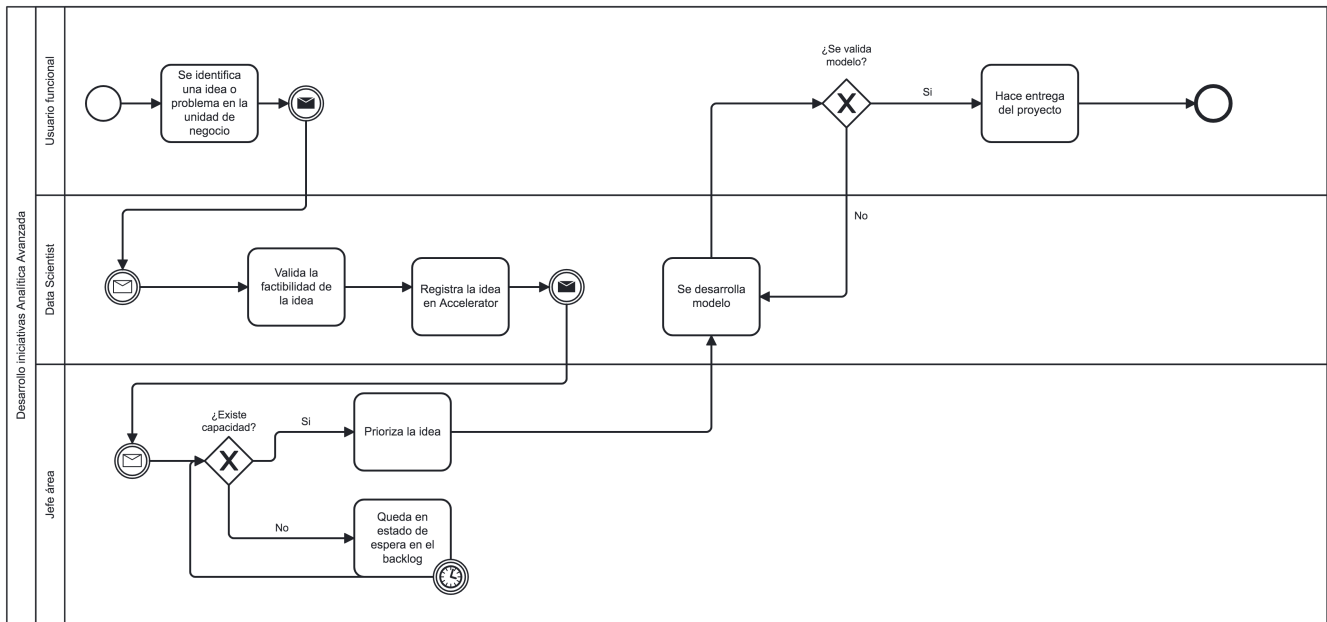 Desarrollo iniciativas Analítica Avanzada
Usuario funcional
Se identifica
una idea o
problema en la
unidad de
negocio
¿Se valida
modelo?
Si
Hace entrega
del proyecto
No
Data Scientist
Valida la
factibilidad de
la idea
Registra la idea
en Accelerator
Se desarrolla
modelo
Jefe área
¿Existe
capacidad?
Si
Prioriza la idea
No
Queda en
estado de
espera en el
backlog